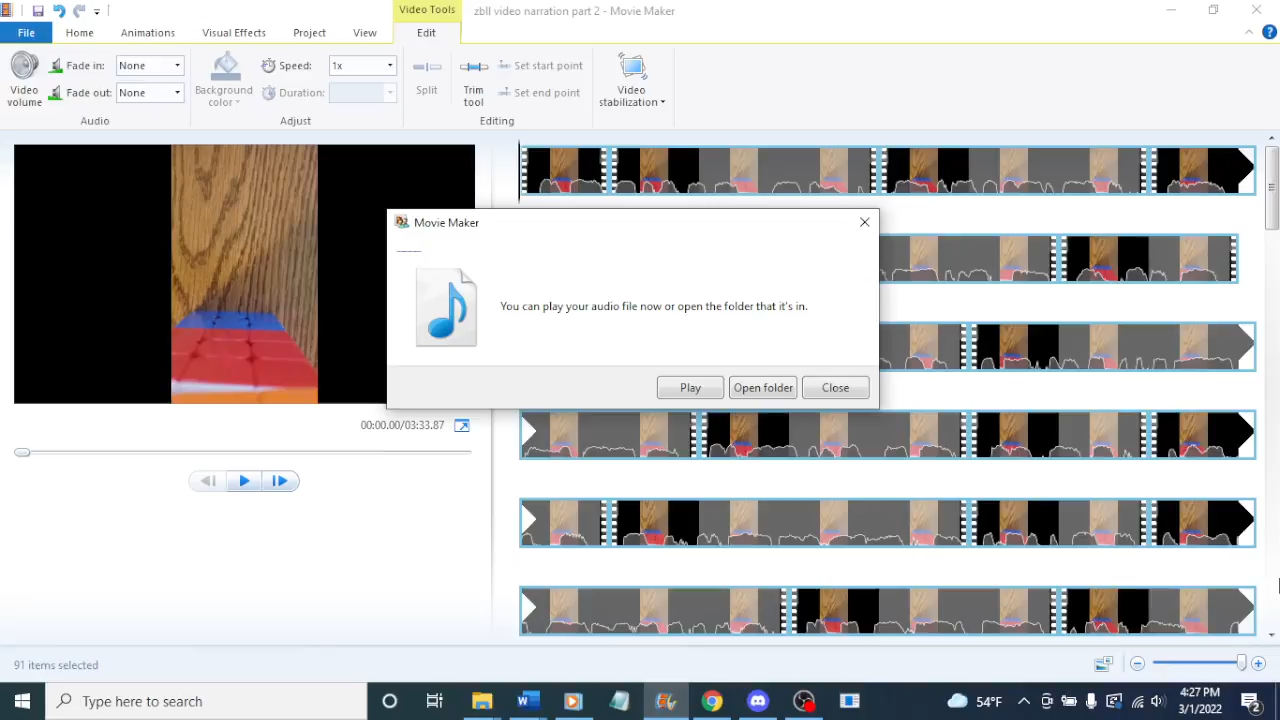 Video Tools
zbll video narration part 2 - Movie Maker
File
Home
Animations
Visual Effects
Project
View
Edit
Video volume
Fade in:
None
Fade out:
None
Audio
Background color
Speed:
1x
Duration:
Adjust
Split
Trim tool
Set start point
Set end point
Editing
Video stabilization
Movie Maker
You can play your audio file now or open the folder that it's in.
Play
Open folder
Close
00:00.00/03:33.87
91 items selected
Type here to search
54°F
4:27 PM
3/1/2022
2